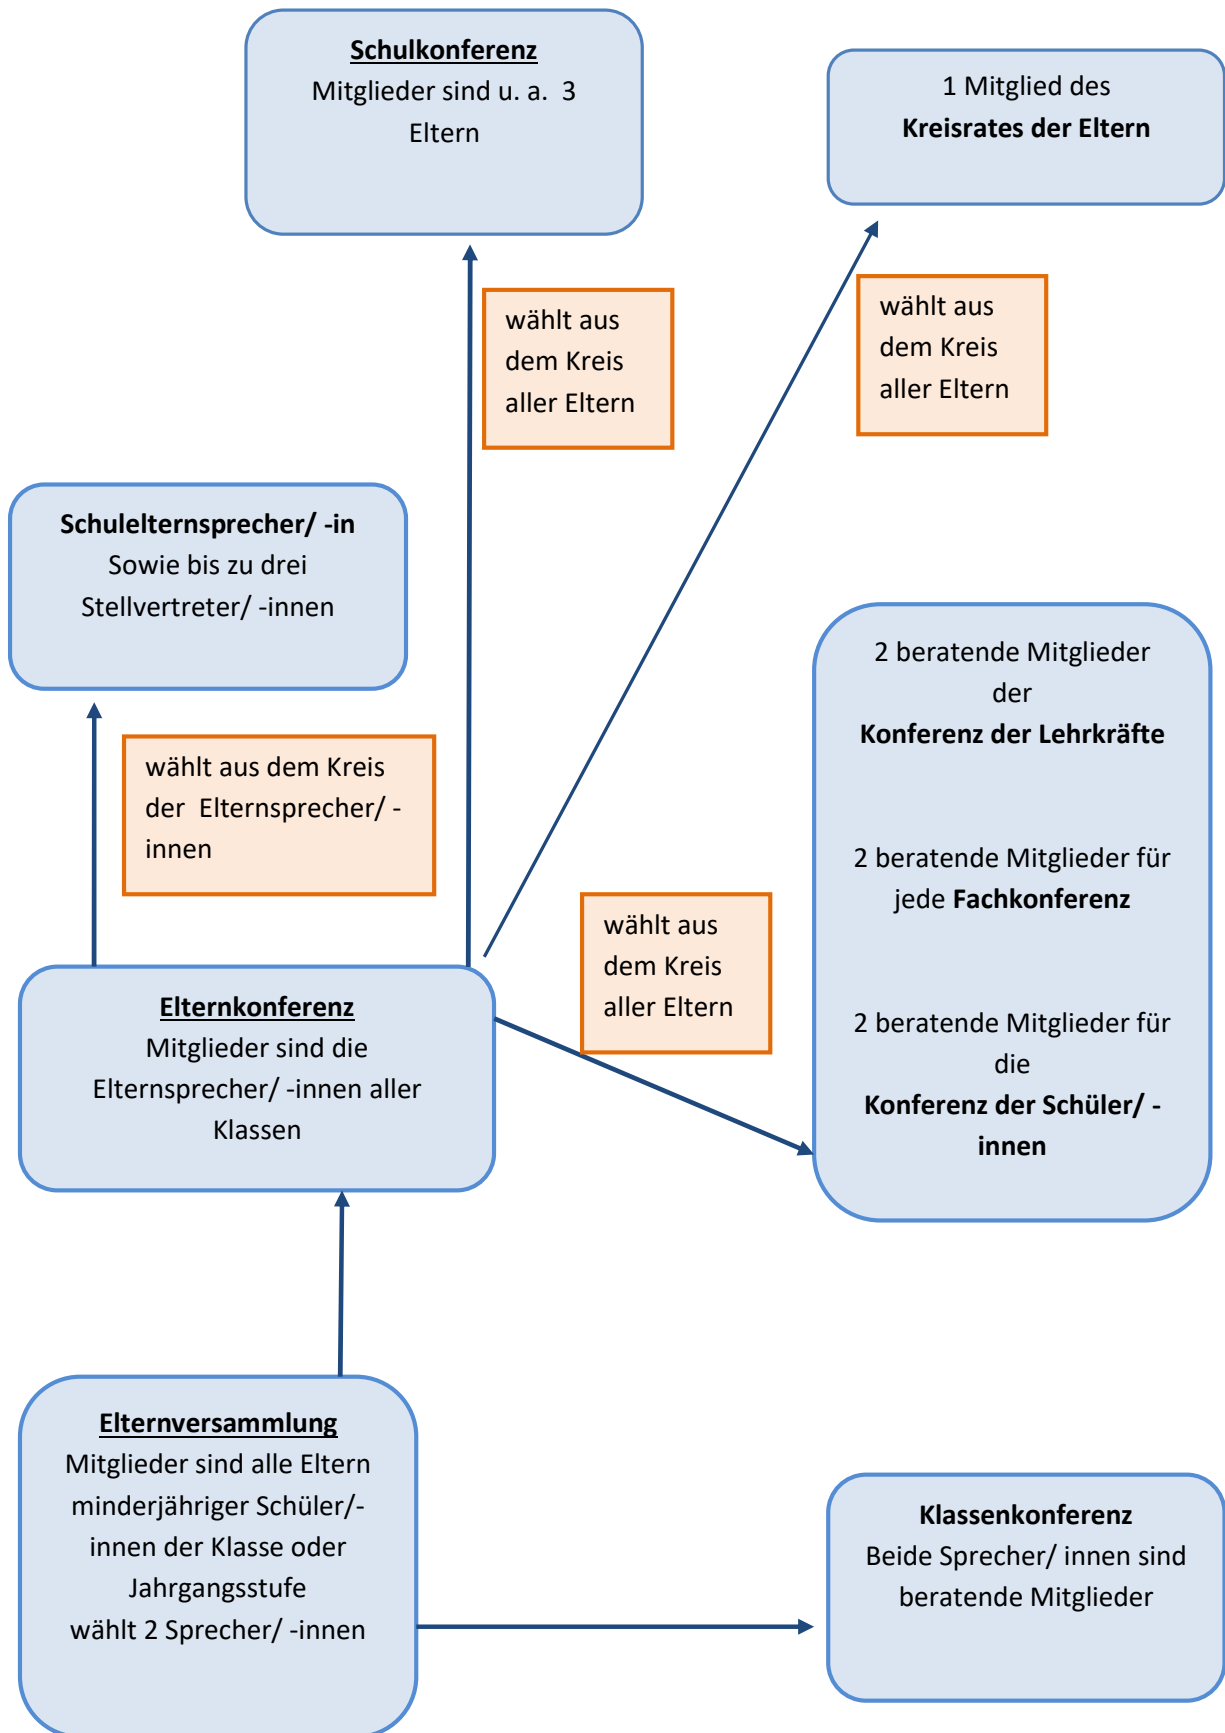 Schulkonferenz
Mitglieder sind u. a.  3
Eltern
1 Mitglied des
Kreisrates der Eltern
wählt aus
dem Kreis
aller Eltern
wählt aus
dem Kreis
aller Eltern
Schulelternsprecher/ -in
Sowie bis zu drei
Stellvertreter/ -innen
wählt aus dem Kreis
der  Elternsprecher/ -
innen
2 beratende Mitglieder
der
Konferenz der Lehrkräfte
2 beratende Mitglieder für
jede Fachkonferenz
2 beratende Mitglieder für
die
Konferenz der Schüler/ -
innen
wählt aus
dem Kreis
aller Eltern
Elternkonferenz
Mitglieder sind die
Elternsprecher/ -innen aller
Klassen
Elternversammlung
Mitglieder sind alle Eltern
minderjähriger Schüler/-
innen der Klasse oder
Jahrgangsstufe
wählt 2 Sprecher/ -innen
Klassenkonferenz
Beide Sprecher/ innen sind
beratende Mitglieder